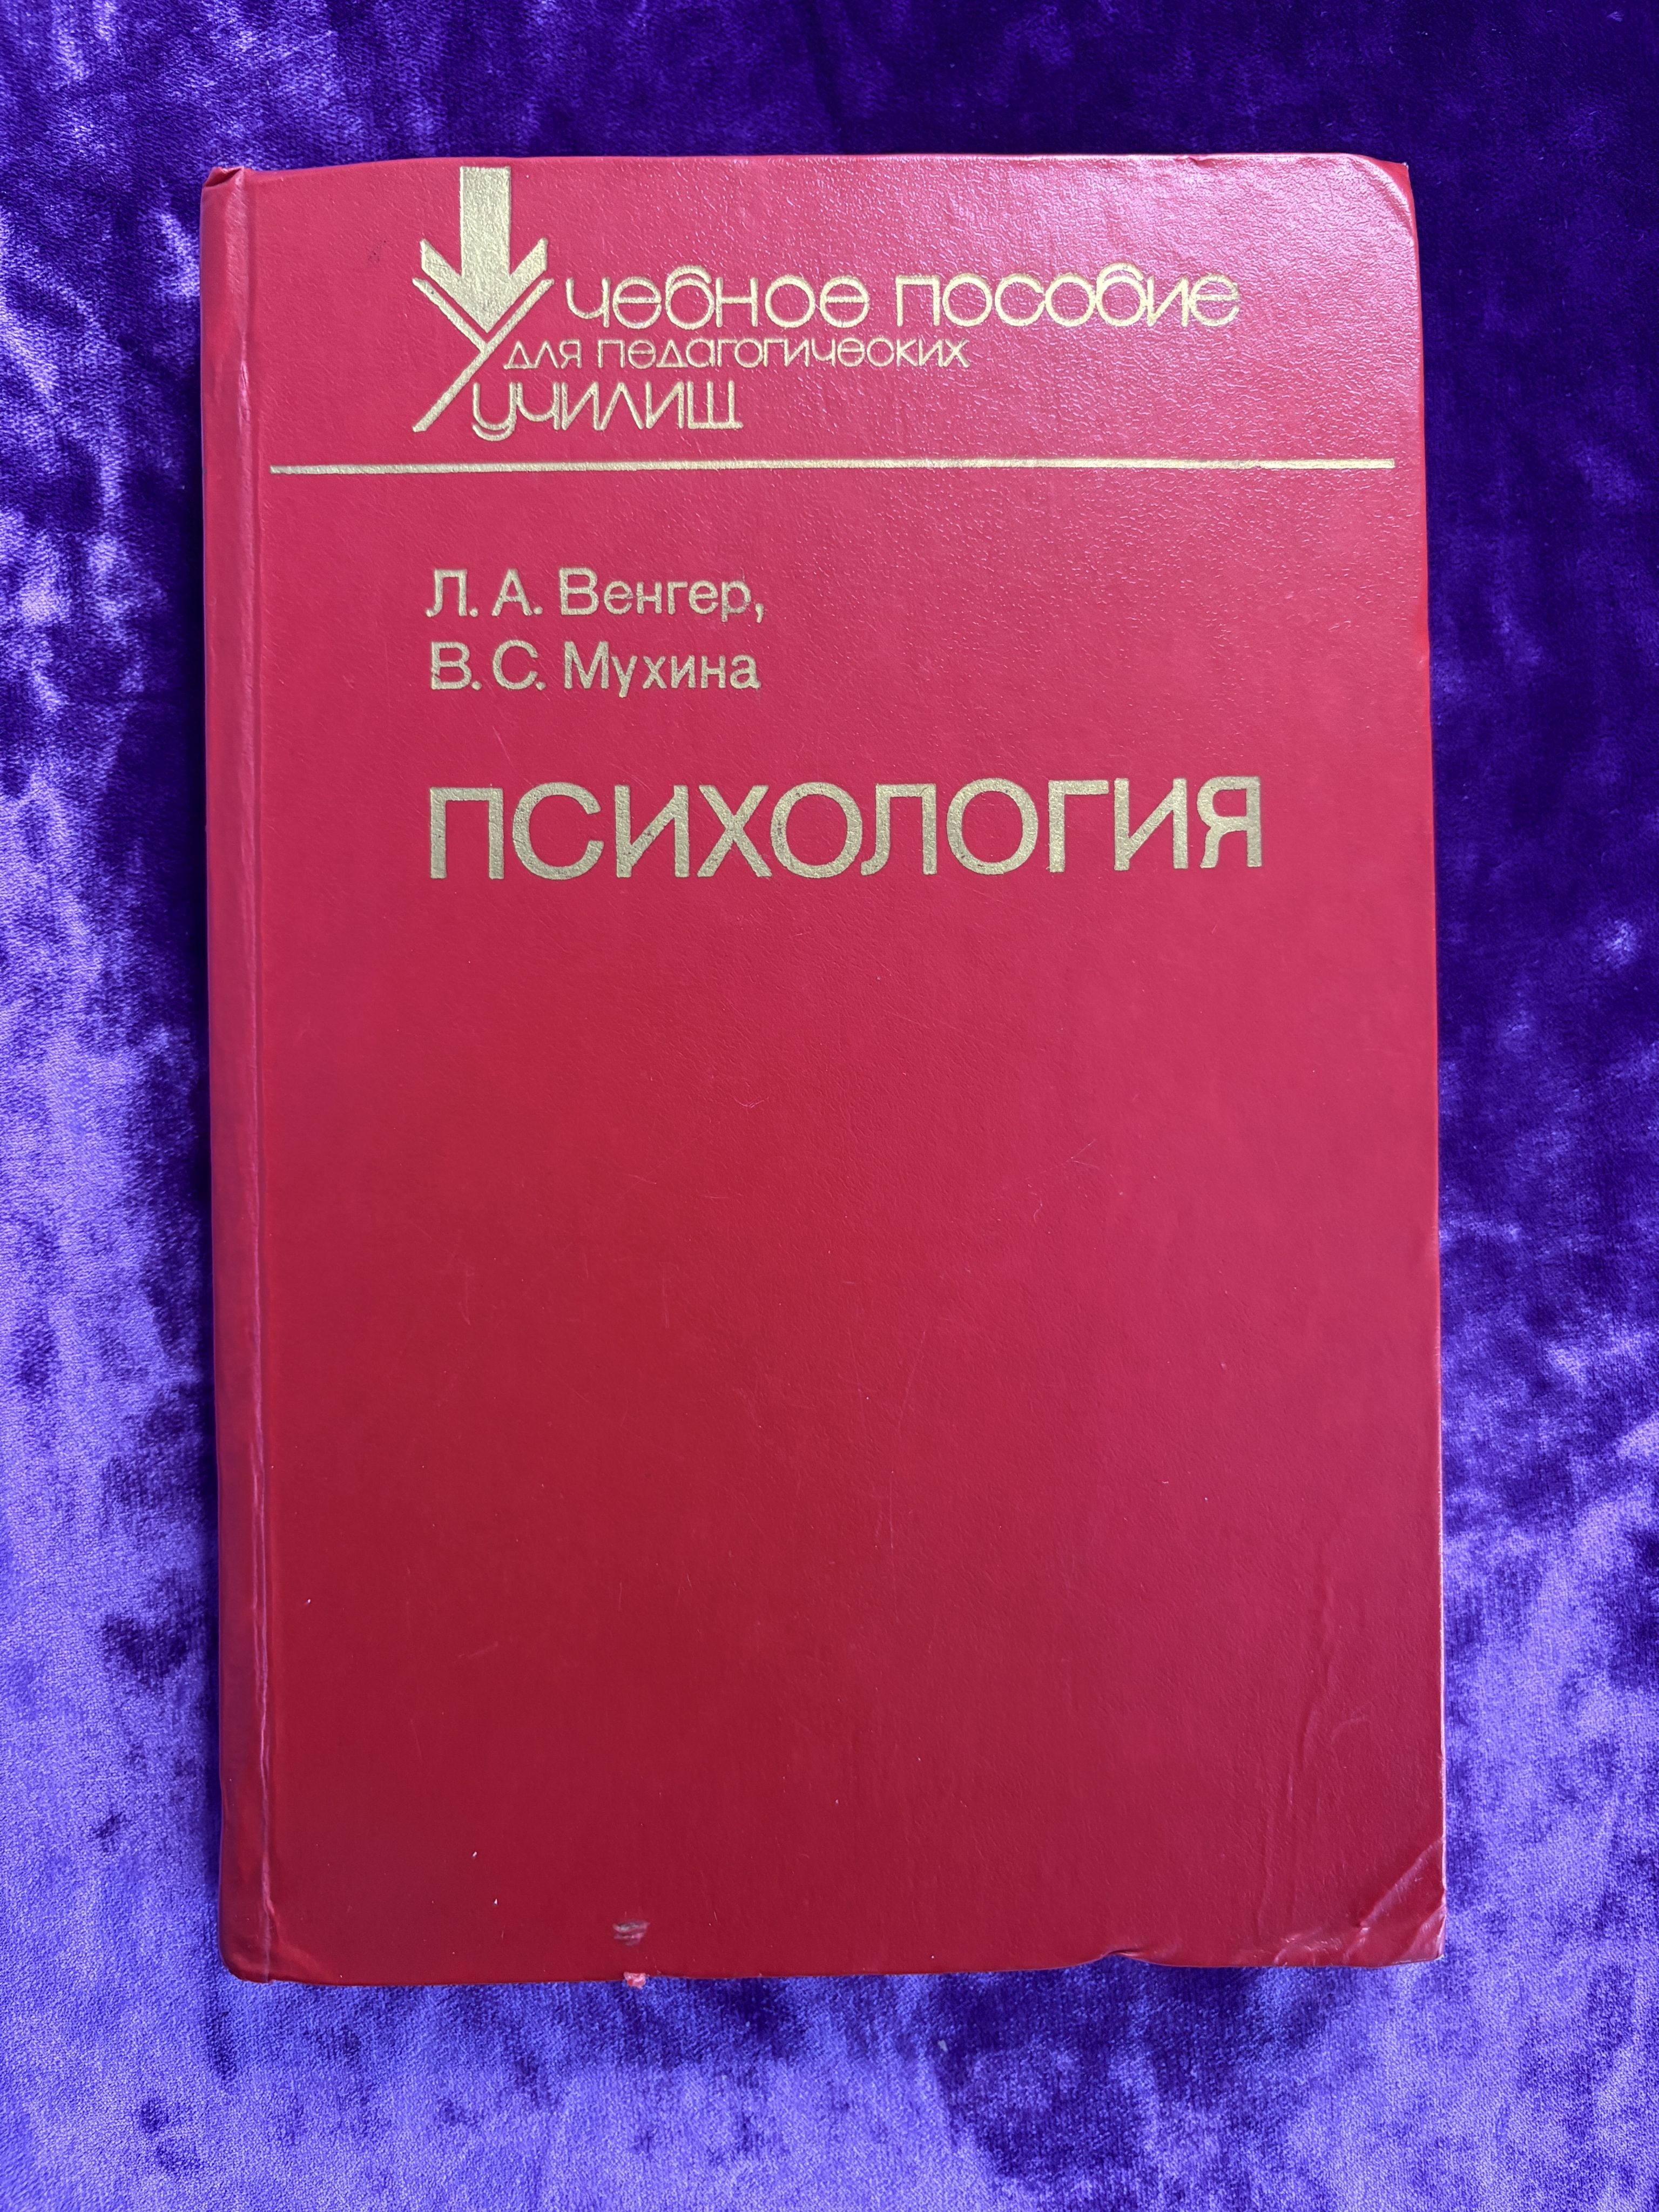 Учебное пособие
для педагогических
училищ
Л. А. Венгер,
В. С. Мухина
ПСИХОЛОГИЯ